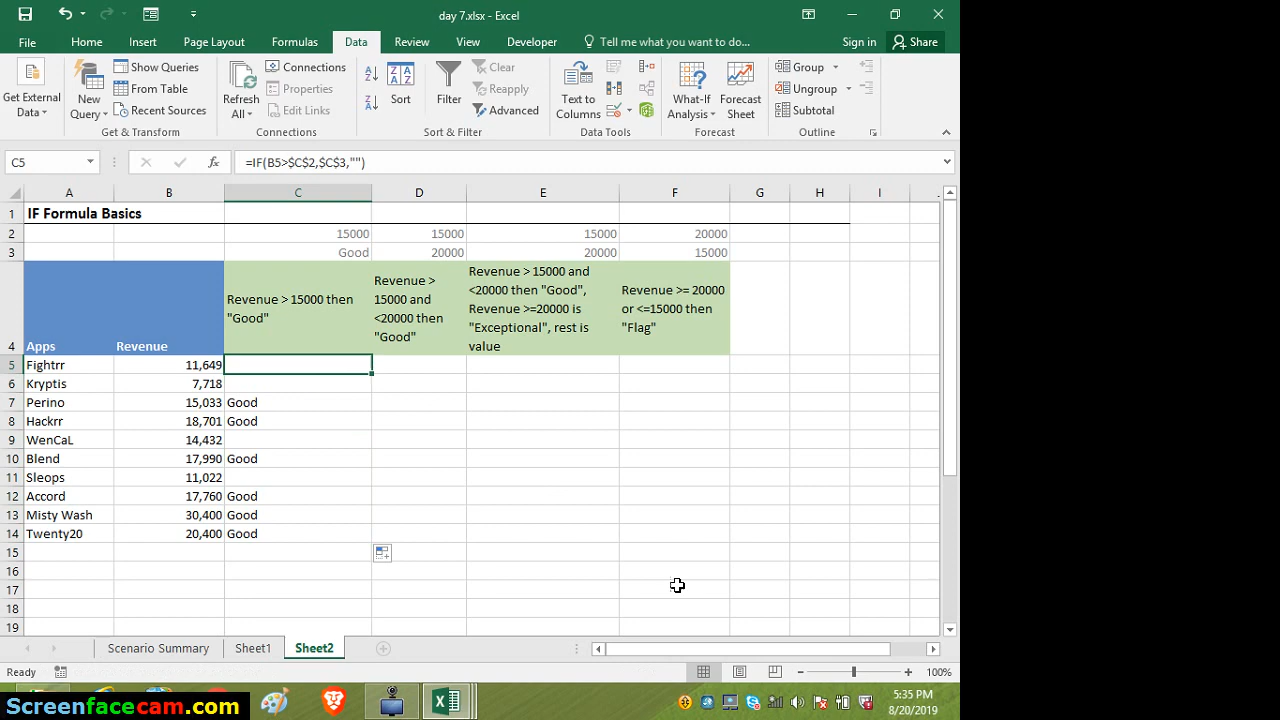 day 7.xlsx - Excel
File Home Insert Page Layout Formulas Data Review View Developer Tell me what you want to do... Sign in Share
Get External Data
New Query
Show Queries
From Table
Recent Sources
Get & Transform
Refresh All
Connections
Properties
Edit Links
Connections
Sort
Filter
Clear
Reapply
Advanced
Sort & Filter
Text to Columns
Data Tools
What-If Analysis
Forecast Sheet
Forecast
Group
Ungroup
Subtotal
Outline
C5 fx =IF(B5>$C$2,$C$3,"")
A B C D E F G H I
1 IF Formula Basics
2 15000 15000 15000 20000
3 Good 20000 20000 15000
4 Apps Revenue
Revenue > 15000 then
"Good"
Revenue >
15000 and
<20000 then
"Good"
Revenue > 15000 and
<20000 then "Good",
Revenue >=20000 is
"Exceptional", rest is
value
Revenue >= 20000
or <=15000 then
"Flag"
5 Fightrr 11,649
6 Kryptis 7,718
7 Perino 15,033 Good
8 Hackrr 18,701 Good
9 WenCaL 14,432
10 Blend 17,990 Good
11 Sleops 11,022
12 Accord 17,760 Good
13 Misty Wash 30,400 Good
14 Twenty20 20,400 Good
15
16
17
18
19
Scenario Summary Sheet1 Sheet2
Ready 100%
Screenfacecam.com
5:35 PM
8/20/2019